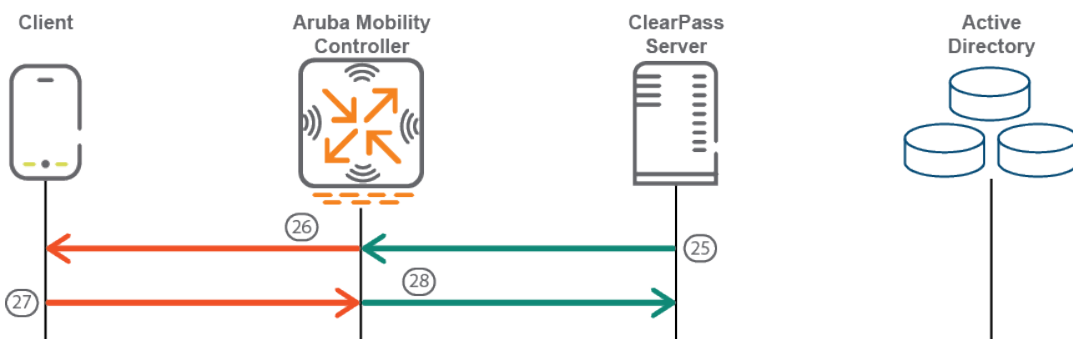 Client
Aruba Mobility
Controller
ClearPass
Server
Active
Directory
26
25
27
28